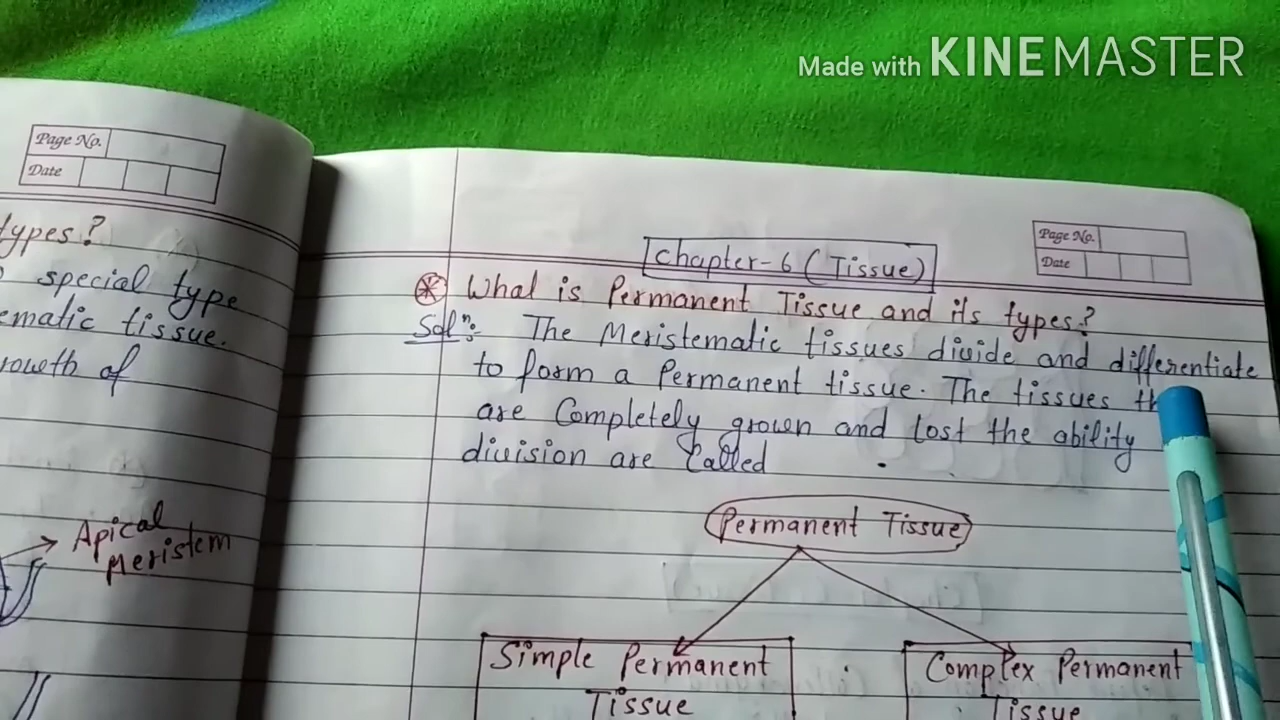 Made with KINEMASTER
Page No.
Date
types?
special type
ematic tissue.
rowth of
Apical
Meristem
Page No.
Date
Chapter-6 (Tissue)
What is Permanent Tissue and its types?
Solⁿ:- The Meristematic tissues divide and differentiate
to form a Permanent tissue. The tissues th
are Completely grown and lost the ability
division are Called .
Permanent Tissue
Simple Permanent
Tissue
Complex Permanent
Tissue